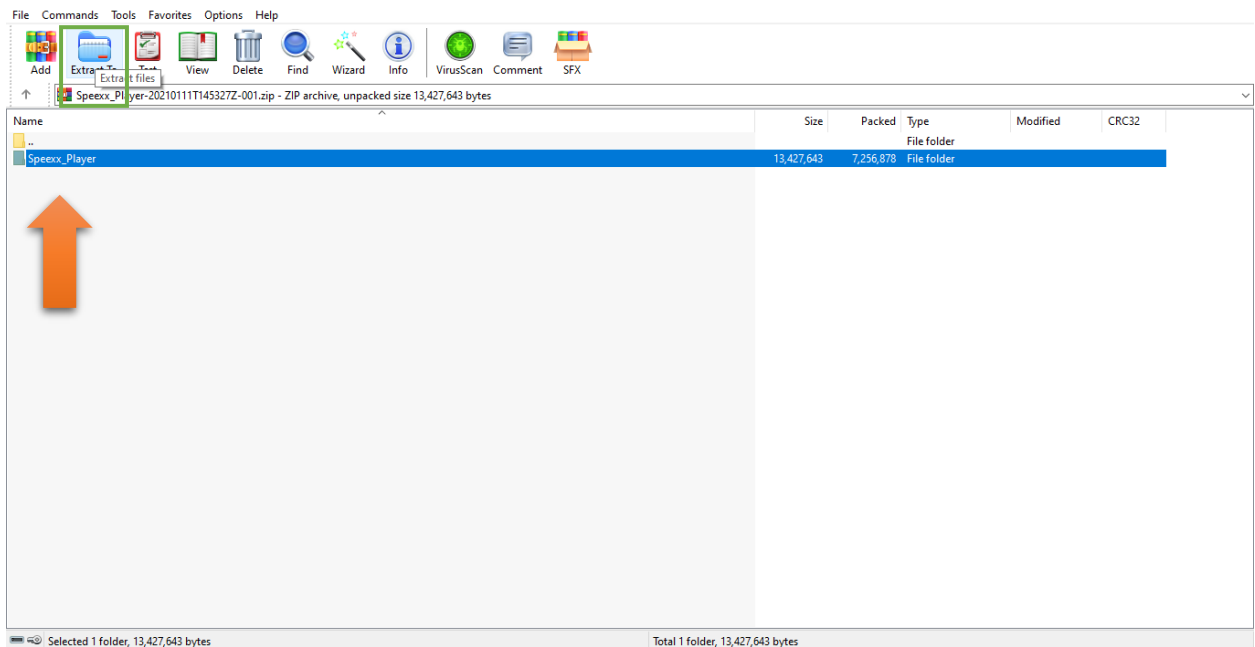 File Commands Tools Favorites Options Help
Add Extract To Test View Delete Find Wizard Info VirusScan Comment SFX
Extract files
Speexx_Player-20210111T145327Z-001.zip - ZIP archive, unpacked size 13,427,643 bytes
Name Size Packed Type Modified CRC32
.. File folder
Speexx_Player 13,427,643 7,256,878 File folder
Selected 1 folder, 13,427,643 bytes Total 1 folder, 13,427,643 bytes